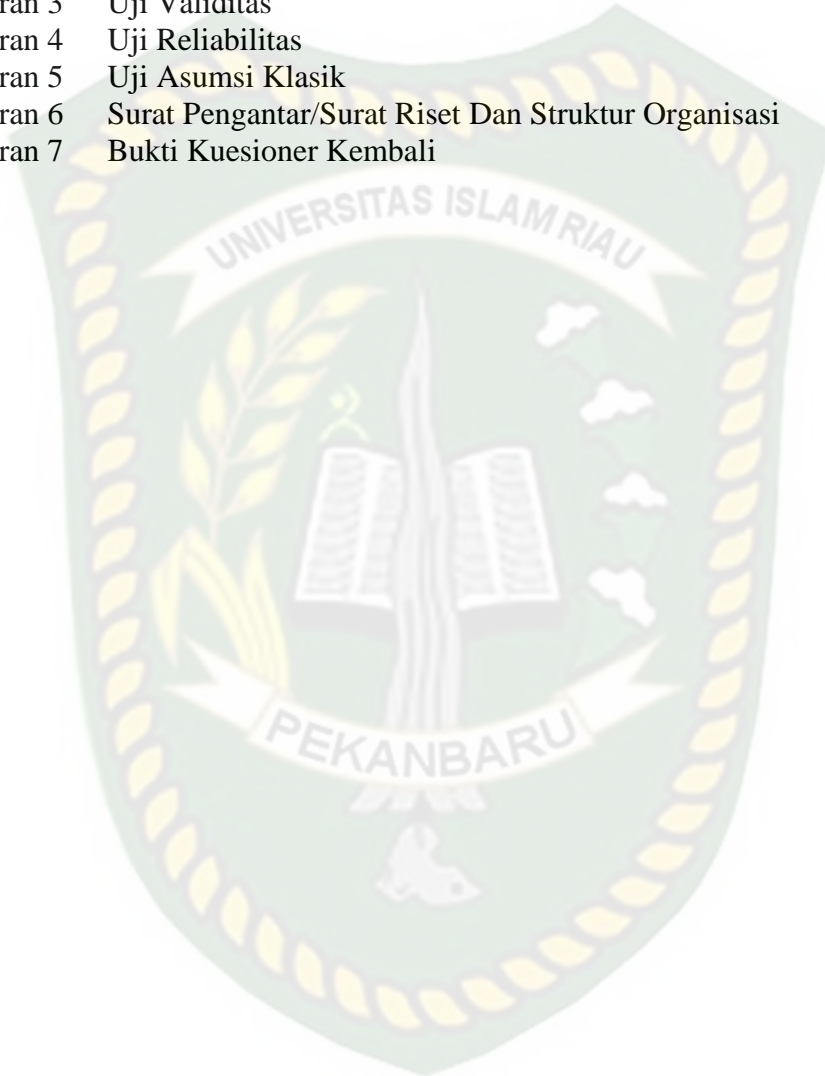 ran 3 Uji Validitas
ran 4 Uji Reliabilitas
ran 5 Uji Asumsi Klasik
ran 6 Surat Pengantar/Surat Riset Dan Struktur Organisasi
ran 7 Bukti Kuesioner Kembali
UNIVERSITAS ISLAM RIAU
PEKANBARU